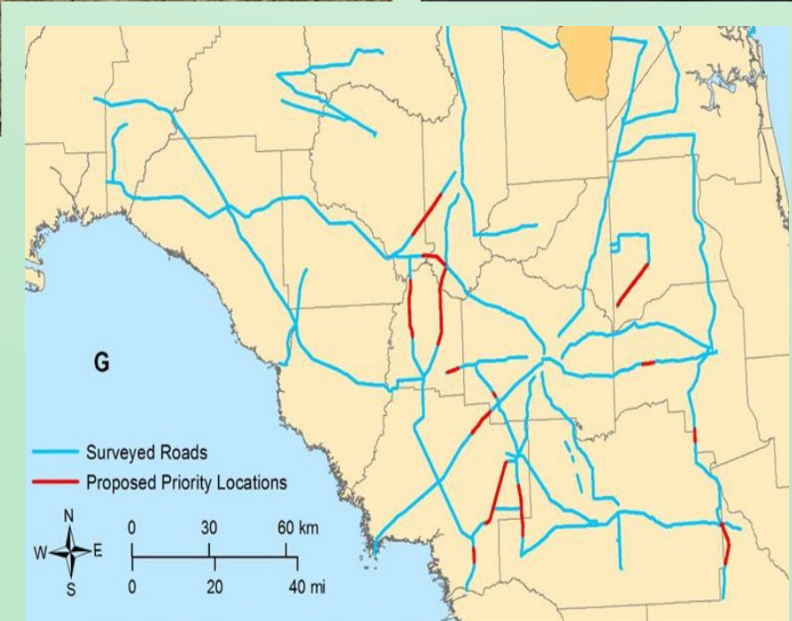 G
Surveyed Roads
Proposed Priority Locations
N
W E
S
0 30 60 km
0 20 40 mi